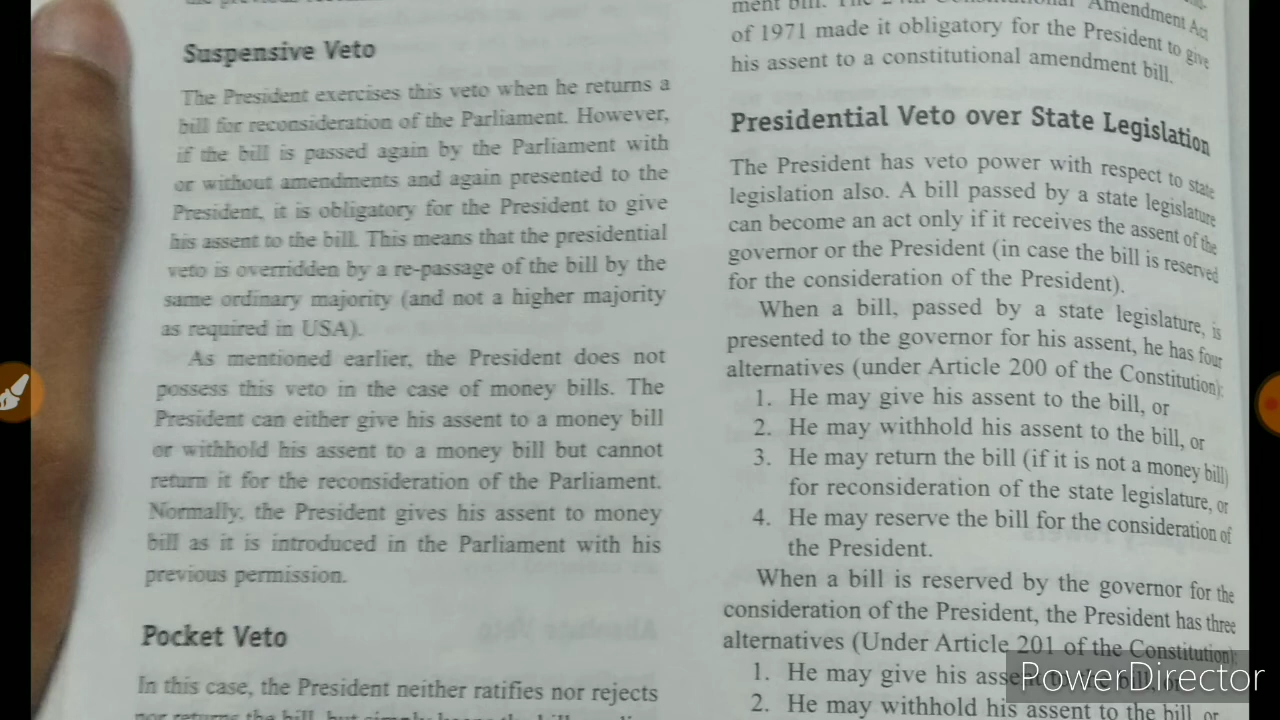 Suspensive Veto
The President exercises this veto when he returns a
bill for reconsideration of the Parliament. However,
if the bill is passed again by the Parliament with
or without amendments and again presented to the
President, it is obligatory for the President to give
his assent to the bill. This means that the presidential
veto is overridden by a re-passage of the bill by the
same ordinary majority (and not a higher majority
as required in USA).
As mentioned earlier, the President does not
possess this veto in the case of money bills. The
President can either give his assent to a money bill
or withhold his assent to a money bill but cannot
return it for the reconsideration of the Parliament.
Normally, the President gives his assent to money
bill as it is introduced in the Parliament with his
previous permission.
Pocket Veto
In this case, the President neither ratifies nor rejects
nor returns the bill, but simply
ment bill. The Amendment Act
of 1971 made it obligatory for the President to give
his assent to a constitutional amendment bill.
Presidential Veto over State Legislation
The President has veto power with respect to state
legislation also. A bill passed by a state legislature
can become an act only if it receives the assent of the
governor or the President (in case the bill is reserved
for the consideration of the President).
When a bill, passed by a state legislature, is
presented to the governor for his assent, he has four
alternatives (under Article 200 of the Constitution):
1. He may give his assent to the bill, or
2. He may withhold his assent to the bill, or
3. He may return the bill (if it is not a money bill)
for reconsideration of the state legislature, or
4. He may reserve the bill for the consideration of
the President.
When a bill is reserved by the governor for the
consideration of the President, the President has three
alternatives (Under Article 201 of the Constitution):
1. He may give his
2. He may withhold his assent to the bill, or
PowerDirector